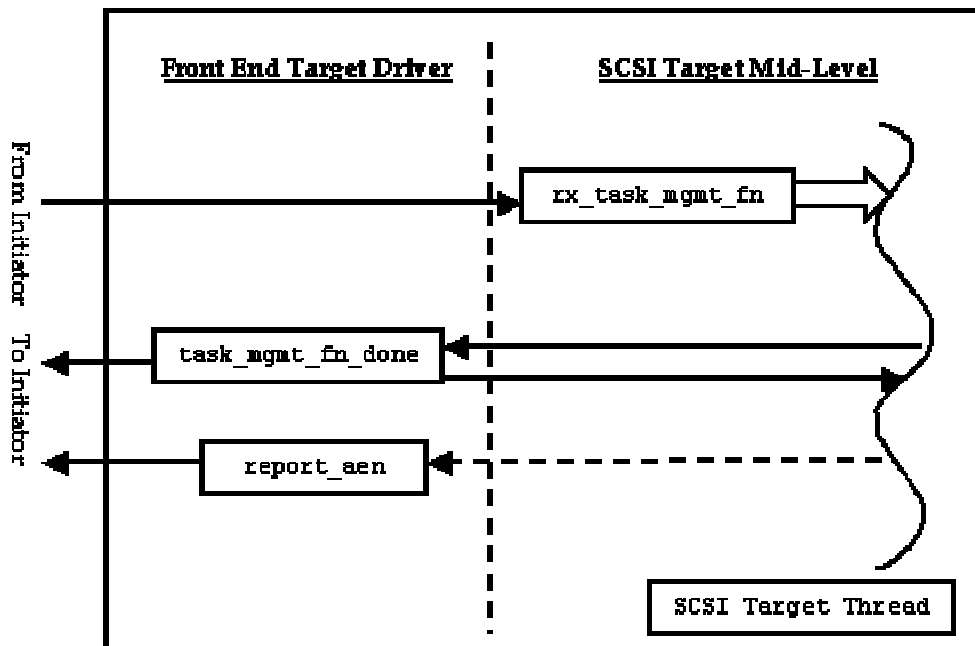 Front End Target Driver
SCSI Target Mid-Level
From Initiator
rx_task_mgmt_fn
To Initiator
task_mgmt_fn_done
report_aen
SCSI Target Thread